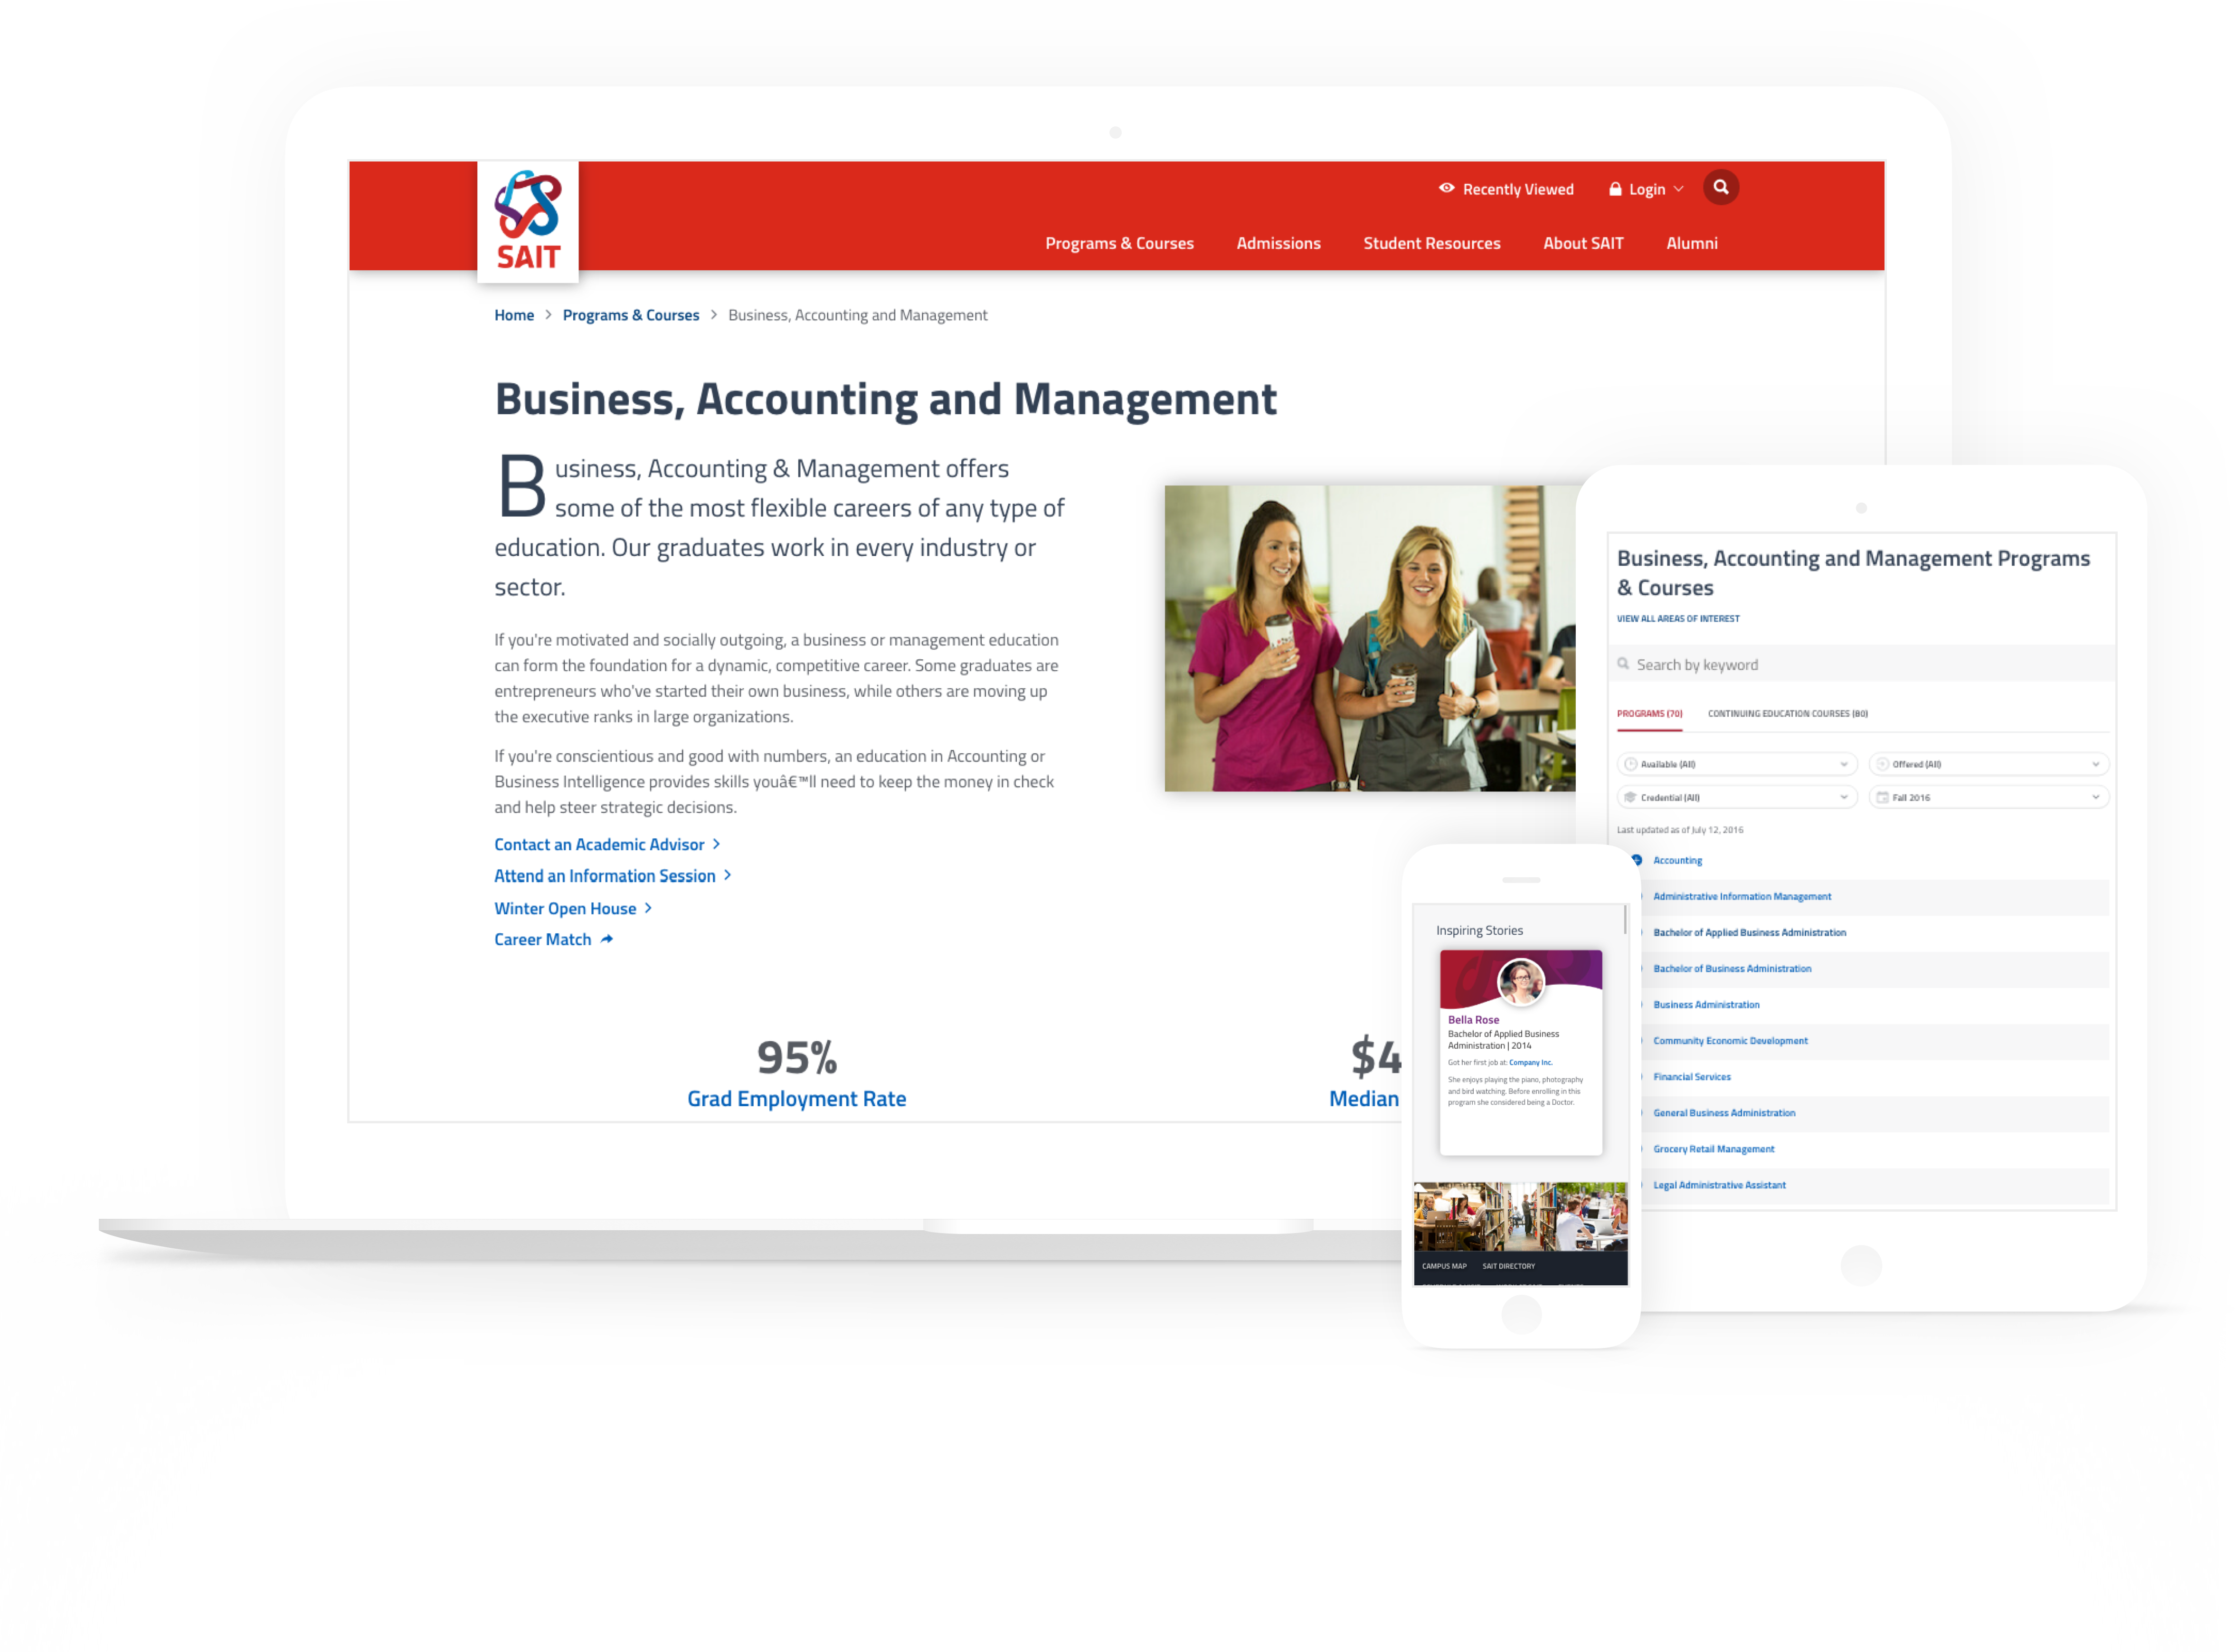 SAIT
Recently Viewed
Login
Programs & Courses
Admissions
Student Resources
About SAIT
Alumni
Home > Programs & Courses > Business, Accounting and Management
Business, Accounting and Management
Business, Accounting & Management offers
some of the most flexible careers of any type of
education. Our graduates work in every industry or
sector.
If you're motivated and socially outgoing, a business or management education
can form the foundation for a dynamic, competitive career. Some graduates are
entrepreneurs who've started their own business, while others are moving up
the executive ranks in large organizations.
If you're conscientious and good with numbers, an education in Accounting or
Business Intelligence provides skills youâ€™ll need to keep the money in check
and help steer strategic decisions.
Contact an Academic Advisor >
Attend an Information Session >
Winter Open House >
Career Match
95%
Grad Employment Rate
$4
Median
Business, Accounting and Management Programs
& Courses
VIEW ALL AREAS OF INTEREST
Search by keyword
PROGRAMS (70)
CONTINUING EDUCATION COURSES (80)
Available (All)
Offered (All)
Credential (All)
Fall 2016
Last updated as of July 12, 2016
Accounting
Administrative Information Management
Bachelor of Applied Business Administration
Bachelor of Business Administration
Business Administration
Community Economic Development
Financial Services
General Business Administration
Grocery Retail Management
Legal Administrative Assistant
Inspiring Stories
Bella Rose
Bachelor of Applied Business
Administration | 2014
Got her first job at: Company Inc.
She enjoys playing the piano, photography
and bird watching. Before enrolling in this
program she considered being a Doctor.
CAMPUS MAP
SAIT DIRECTORY